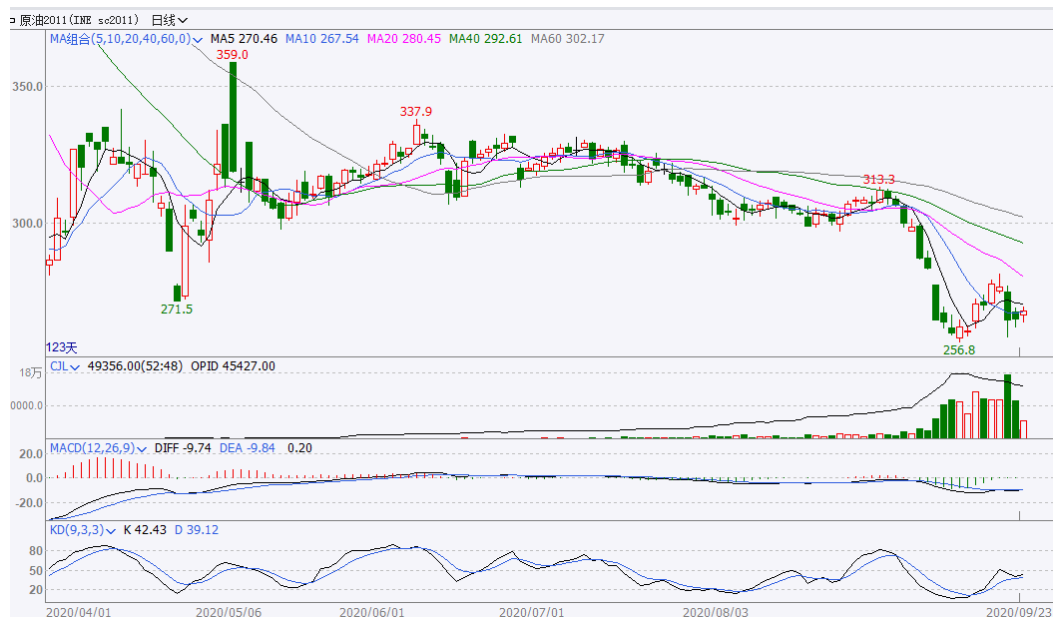 原油2011(INE sc2011) 日线
MA组合(5,10,20,40,60,0) MA5 270.46 MA10 267.54 MA20 280.45 MA40 292.61 MA60 302.17
359.0
350.0
337.9
313.3
300.0
271.5
256.8
123天
CJL 49356.00(52:48) OPID 45427.00
18万
0000.0
MACD(12,26,9) DIFF -9.74 DEA -9.84 0.20
20.0
0.0
-20.0
KD(9,3,3) K 42.43 D 39.12
80
50
20
2020/04/01 2020/05/06 2020/06/01 2020/07/01 2020/08/03 2020/09/23